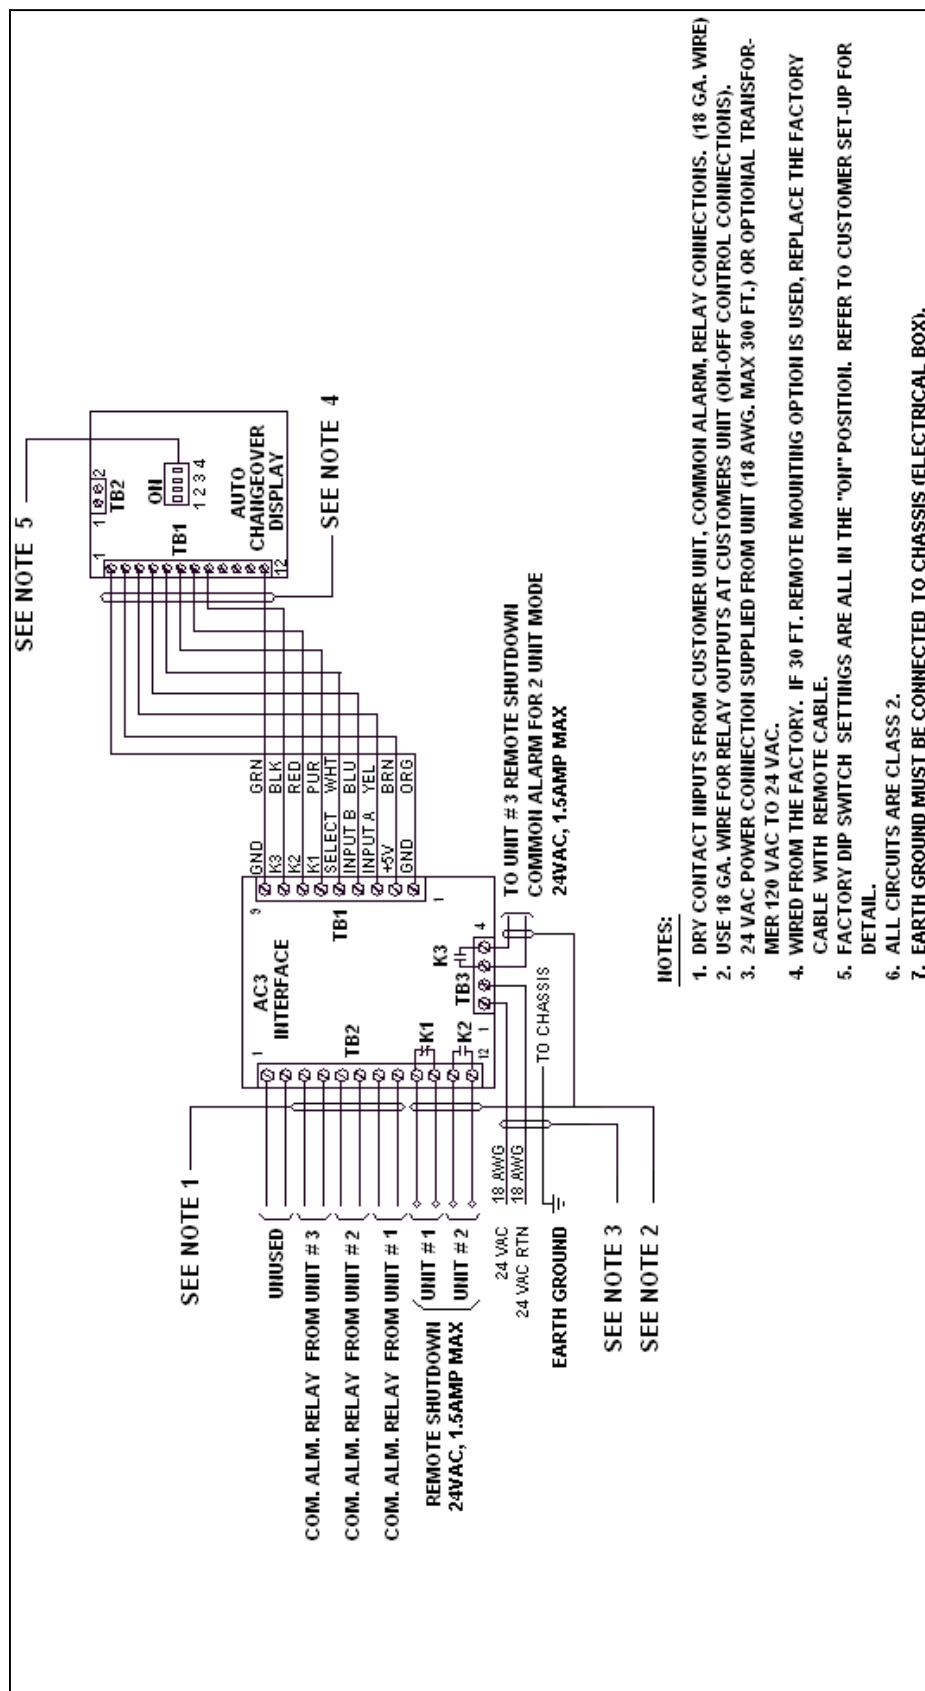 SEE NOTE 5
1
2
TB2
ON
1 2 3 4
1
TB1
12
AUTO
CHANGEOVER
DISPLAY
SEE NOTE 4
GND GRN
K3 BLK
K2 RED
K1 PUR
SELECT WHT
INPUT B BLU
INPUT A YEL
+5V BRN
GND ORG
9
TB1
1
AC3
INTERFACE
1
TB2
K1
K2
12
K3
TB3
1
4
TO UNIT # 3 REMOTE SHUTDOWN
COMMON ALARM FOR 2 UNIT MODE
24VAC, 1.5AMP MAX
TO CHASSIS
SEE NOTE 1
UNUSED
COM. ALM. RELAY FROM UNIT # 3
COM. ALM. RELAY FROM UNIT # 2
COM. ALM. RELAY FROM UNIT # 1
REMOTE SHUTDOWN
24VAC, 1.5AMP MAX
UNIT # 1
UNIT # 2
24 VAC 18 AWG
24 VAC RTN 18 AWG
EARTH GROUND
SEE NOTE 3
SEE NOTE 2
NOTES:
1. DRY CONTACT INPUTS FROM CUSTOMER UNIT, COMMON ALARM, RELAY CONNECTIONS. (18 GA. WIRE)
2. USE 18 GA. WIRE FOR RELAY OUTPUTS AT CUSTOMERS UNIT (ON-OFF CONTROL CONNECTIONS).
3. 24 VAC POWER CONNECTION SUPPLIED FROM UNIT (18 AWG. MAX 300 FT.) OR OPTIONAL TRANSFOR-
MER 120 VAC TO 24 VAC.
4. WIRED FROM THE FACTORY. IF 30 FT. REMOTE MOUNTING OPTION IS USED, REPLACE THE FACTORY
CABLE WITH REMOTE CABLE.
5. FACTORY DIP SWITCH SETTINGS ARE ALL IN THE "ON" POSITION. REFER TO CUSTOMER SET-UP FOR
DETAIL.
6. ALL CIRCUITS ARE CLASS 2.
7. EARTH GROUND MUST BE CONNECTED TO CHASSIS (ELECTRICAL BOX).